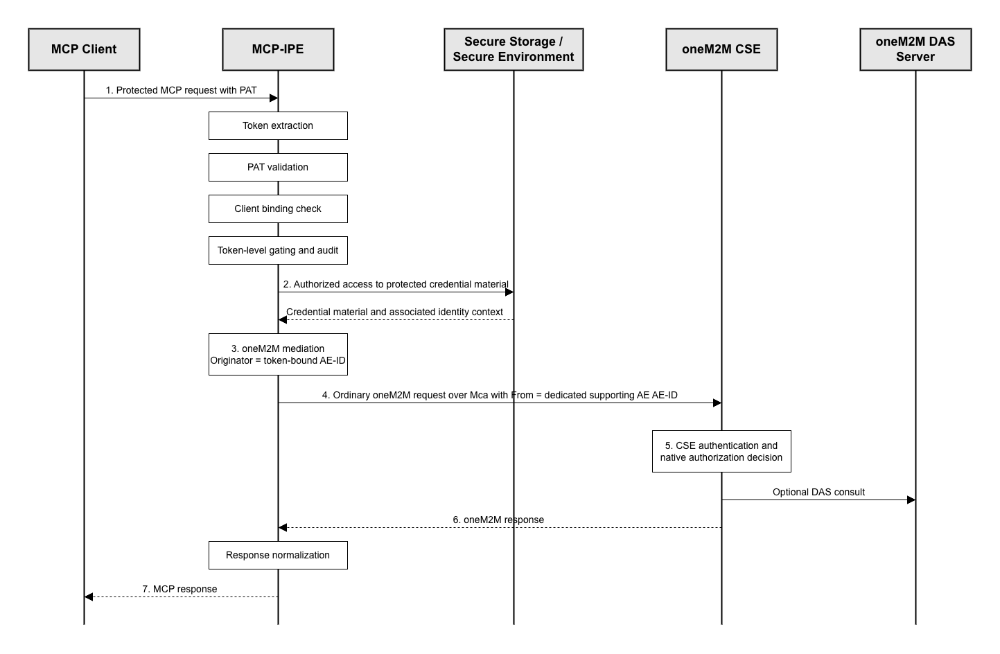 MCP Client
MCP-IPE
Secure Storage /
Secure Environment
oneM2M CSE
oneM2M DAS
Server
1. Protected MCP request with PAT
Token extraction
PAT validation
Client binding check
Token-level gating and audit
2. Authorized access to protected credential material
Credential material and associated identity context
3. oneM2M mediation
Originator = token-bound AE-ID
4. Ordinary oneM2M request over Mca with From = dedicated supporting AE AE-ID
5. CSE authentication and
native authorization decision
Optional DAS consult
6. oneM2M response
Response normalization
7. MCP response